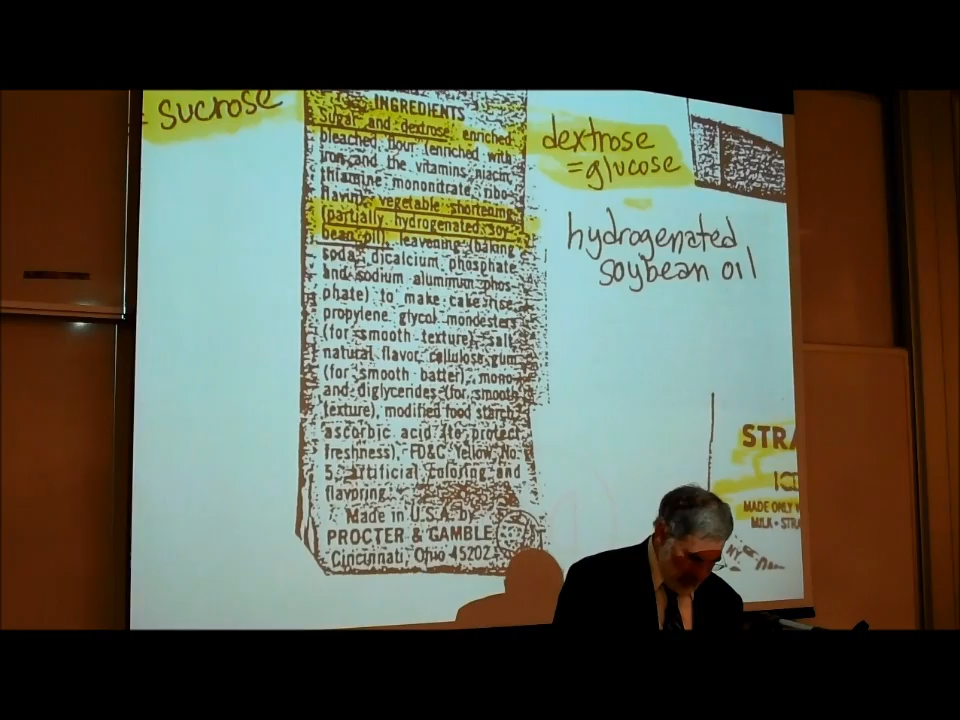 = sucrose
INGREDIENTS
Sugar and dextrose, enriched
bleached flour (enriched with
iron and the vitamins niacin,
thiamine mononitrate, ribo-
flavin), vegetable shortening
(partially hydrogenated soy-
bean oil), leavening (baking
soda, dicalcium phosphate
and sodium aluminum phos-
phate) to make cake rise,
propylene glycol monoesters
(for smooth texture), salt,
natural flavor, cellulose gum
(for smooth batter), mono-
and diglycerides (for smooth
texture), modified food starch,
ascorbic acid (to protect
freshness), FD&C Yellow No.
5, artificial coloring and
flavoring.
Made in U.S.A. by
PROCTER & GAMBLE
Cincinnati, Ohio 45202
dextrose
=glucose
hydrogenated
soybean oil
STRA
IC
MADE ONLY
MILK • STRA